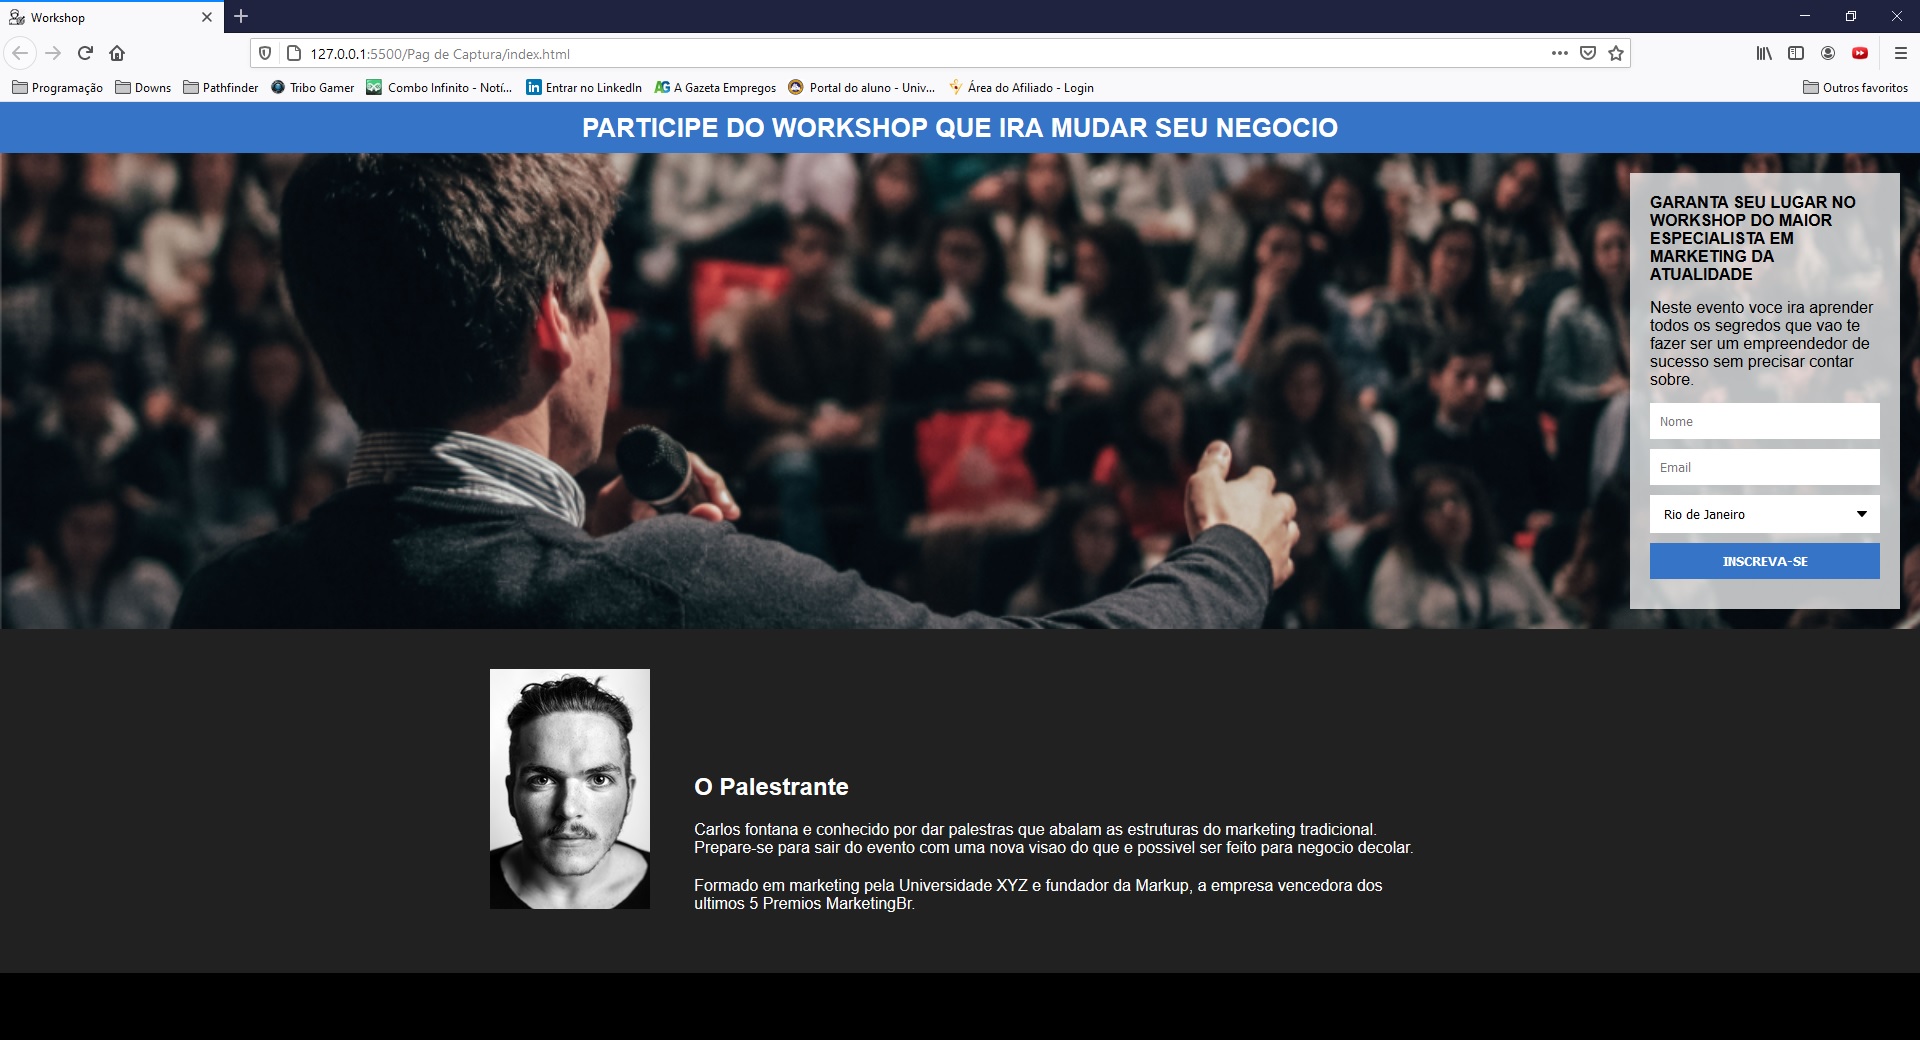 Workshop
127.0.0.1:5500/Pag de Captura/index.html
Programação Downs Pathfinder Tribo Gamer Combo Infinito - Notí... Entrar no LinkedIn A Gazeta Empregos Portal do aluno - Univ... Área do Afiliado - Login Outros favoritos
PARTICIPE DO WORKSHOP QUE IRA MUDAR SEU NEGOCIO
GARANTA SEU LUGAR NO
WORKSHOP DO MAIOR
ESPECIALISTA EM
MARKETING DA
ATUALIDADE
Neste evento voce ira aprender
todos os segredos que vao te
fazer ser um empreendedor de
sucesso sem precisar contar
sobre.
Nome
Email
Rio de Janeiro
INSCREVA-SE
O Palestrante
Carlos fontana e conhecido por dar palestras que abalam as estruturas do marketing tradicional.
Prepare-se para sair do evento com uma nova visao do que e possivel ser feito para negocio decolar.
Formado em marketing pela Universidade XYZ e fundador da Markup, a empresa vencedora dos
ultimos 5 Premios MarketingBr.